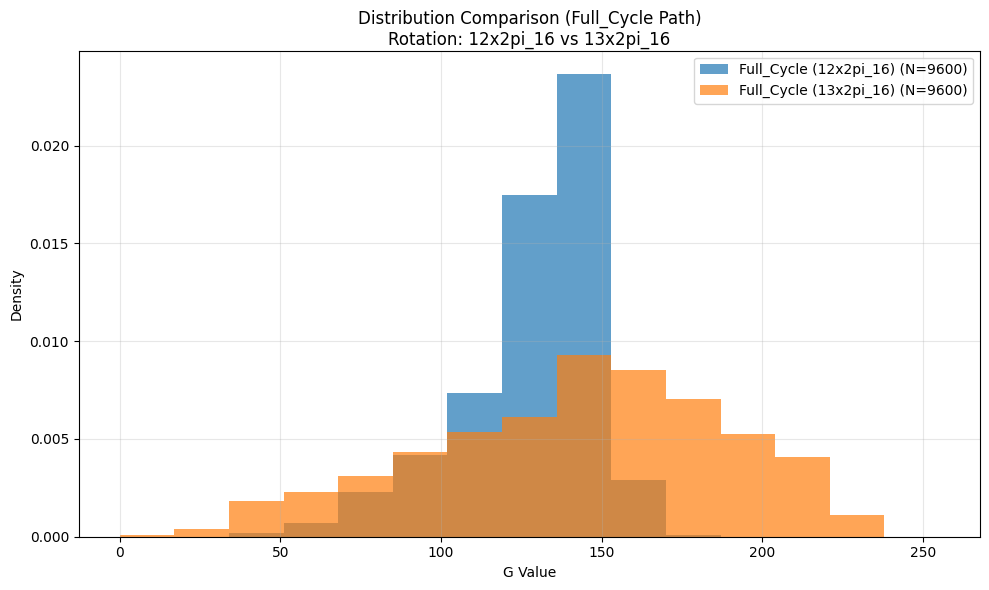 Distribution Comparison (Full_Cycle Path)
Rotation: 12x2pi_16 vs 13x2pi_16
Full_Cycle (12x2pi_16) (N=9600)
Full_Cycle (13x2pi_16) (N=9600)
Density
0.020
0.015
0.010
0.005
0.000
0
50
100
150
200
250
G Value